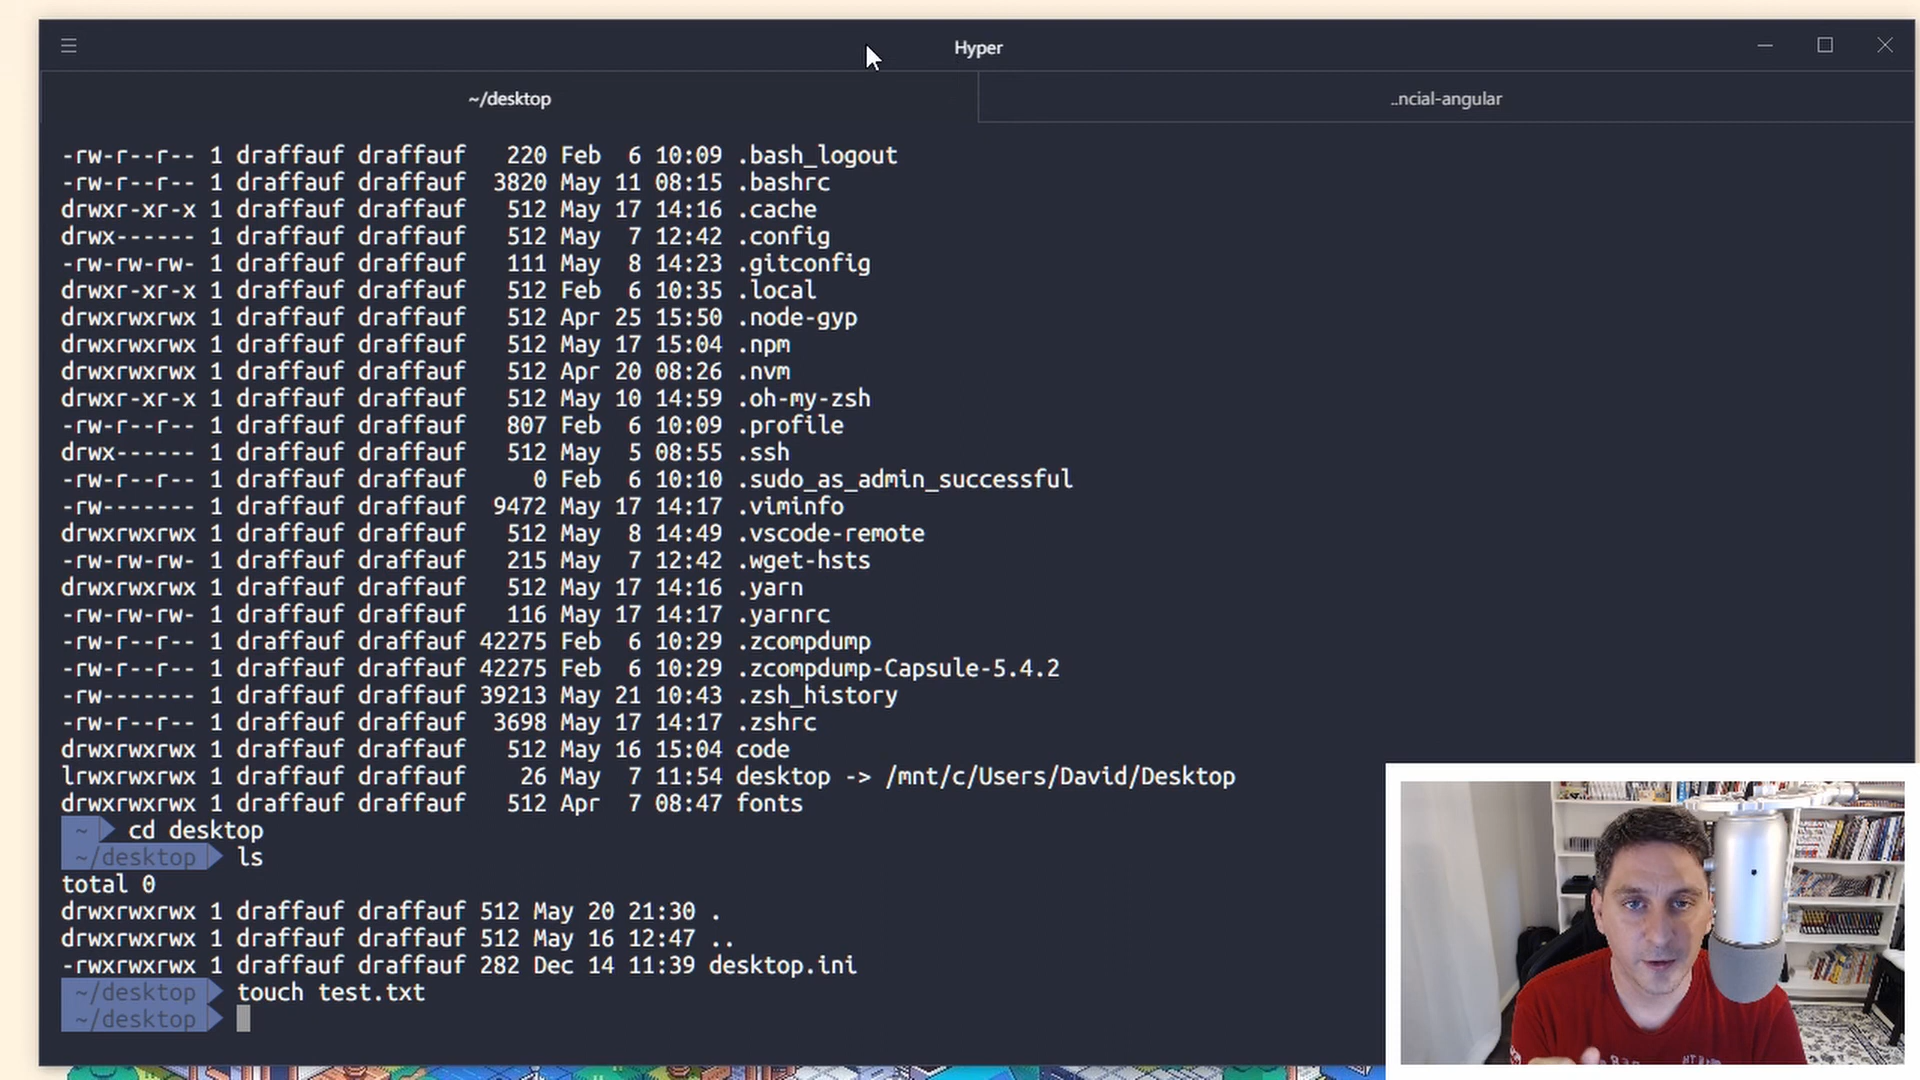 Hyper
~/desktop
..ncial-angular
-rw-r--r-- 1 draffauf draffauf 220 Feb 6 10:09 .bash_logout
-rw-r--r-- 1 draffauf draffauf 3820 May 11 08:15 .bashrc
drwxr-xr-x 1 draffauf draffauf 512 May 17 14:16 .cache
drwx------ 1 draffauf draffauf 512 May 7 12:42 .config
-rw-rw-rw- 1 draffauf draffauf 111 May 8 14:23 .gitconfig
drwxr-xr-x 1 draffauf draffauf 512 Feb 6 10:35 .local
drwxrwxrwx 1 draffauf draffauf 512 Apr 25 15:50 .node-gyp
drwxrwxrwx 1 draffauf draffauf 512 May 17 15:04 .npm
drwxrwxrwx 1 draffauf draffauf 512 Apr 20 08:26 .nvm
drwxr-xr-x 1 draffauf draffauf 512 May 10 14:59 .oh-my-zsh
-rw-r--r-- 1 draffauf draffauf 807 Feb 6 10:09 .profile
drwx------ 1 draffauf draffauf 512 May 5 08:55 .ssh
-rw-r--r-- 1 draffauf draffauf 0 Feb 6 10:10 .sudo_as_admin_successful
-rw------- 1 draffauf draffauf 9472 May 17 14:17 .viminfo
drwxrwxrwx 1 draffauf draffauf 512 May 8 14:49 .vscode-remote
-rw-rw-rw- 1 draffauf draffauf 215 May 7 12:42 .wget-hsts
drwxrwxrwx 1 draffauf draffauf 512 May 17 14:16 .yarn
-rw-rw-rw- 1 draffauf draffauf 116 May 17 14:17 .yarnrc
-rw-r--r-- 1 draffauf draffauf 42275 Feb 6 10:29 .zcompdump
-rw-r--r-- 1 draffauf draffauf 42275 Feb 6 10:29 .zcompdump-Capsule-5.4.2
-rw------- 1 draffauf draffauf 39213 May 21 10:43 .zsh_history
-rw-r--r-- 1 draffauf draffauf 3698 May 17 14:17 .zshrc
drwxrwxrwx 1 draffauf draffauf 512 May 16 15:04 code
lrwxrwxrwx 1 draffauf draffauf 26 May 7 11:54 desktop -> /mnt/c/Users/David/Desktop
drwxrwxrwx 1 draffauf draffauf 512 Apr 7 08:47 fonts
~ cd desktop
~/desktop ls
total 0
drwxrwxrwx 1 draffauf draffauf 512 May 20 21:30 .
drwxrwxrwx 1 draffauf draffauf 512 May 16 12:47 ..
-rwxrwxrwx 1 draffauf draffauf 282 Dec 14 11:39 desktop.ini
~/desktop touch test.txt
~/desktop